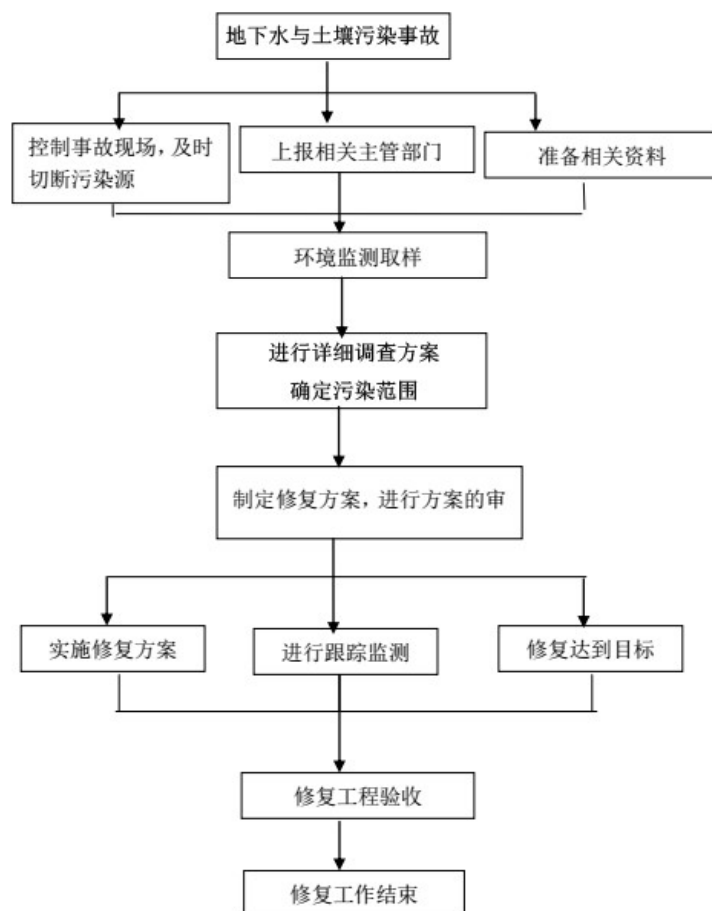 地下水与土壤污染事故
控制事故现场,及时
切断污染源
上报相关主管部门
准备相关资料
环境监测取样
进行详细调查方案
确定污染范围
制定修复方案,进行方案的审
实施修复方案
进行跟踪监测
修复达到目标
修复工程验收
修复工作结束